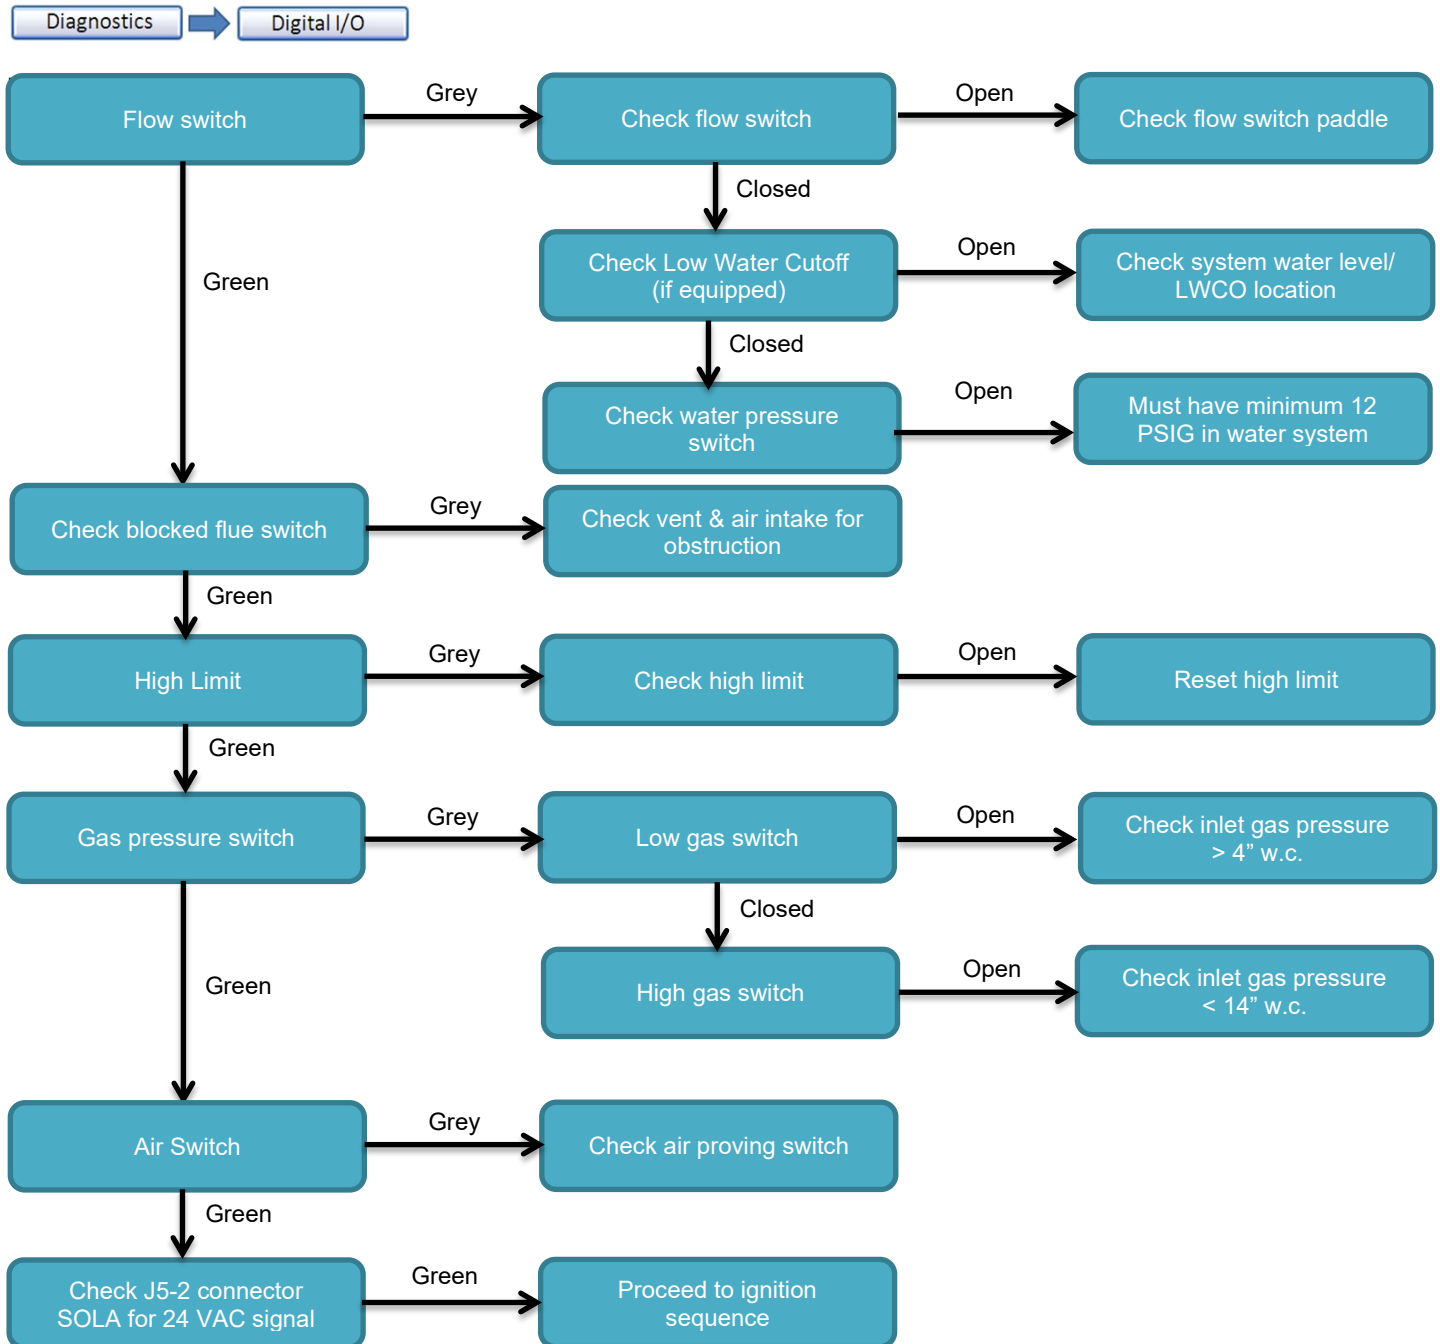 Diagnostics
Digital I/O
Flow switch
Grey
Check flow switch
Open
Check flow switch paddle
Closed
Green
Check Low Water Cutoff
(if equipped)
Open
Check system water level/
LWCO location
Closed
Check water pressure
switch
Open
Must have minimum 12
PSIG in water system
Check blocked flue switch
Grey
Check vent & air intake for
obstruction
Green
High Limit
Grey
Check high limit
Open
Reset high limit
Green
Gas pressure switch
Grey
Low gas switch
Open
Check inlet gas pressure
> 4” w.c.
Closed
Green
High gas switch
Open
Check inlet gas pressure
< 14” w.c.
Air Switch
Grey
Check air proving switch
Green
Check J5-2 connector
SOLA for 24 VAC signal
Green
Proceed to ignition
sequence